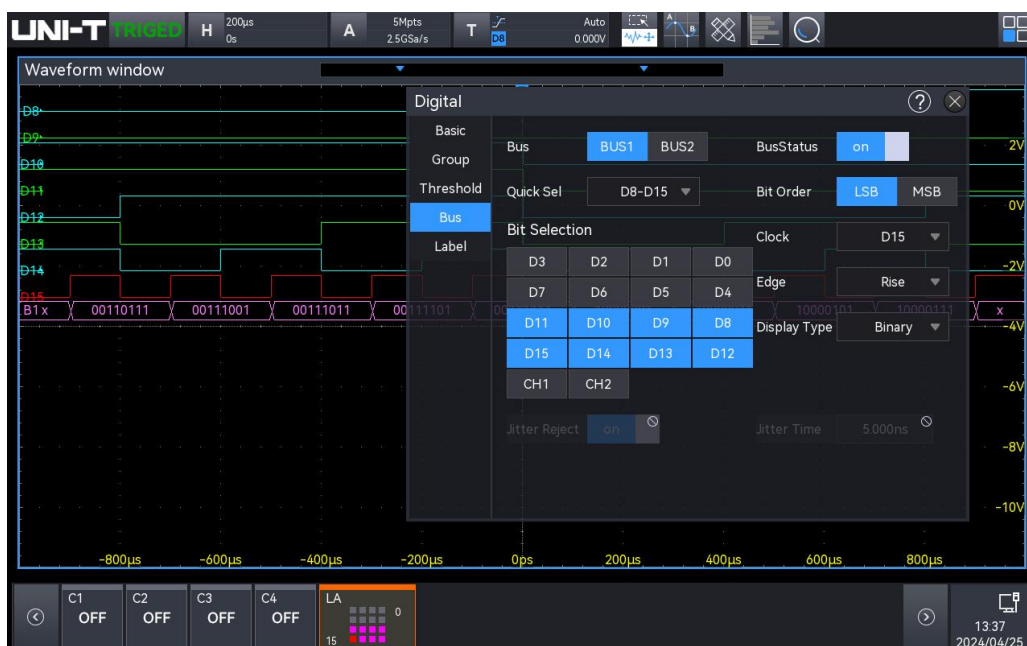 UNI-T TRIGED H 200μs 0s A 5Mpts 2.5GSa/s T D8 Auto 0.000V
Waveform window
D8
D9
D10
D11
D12
D13
D14
D15
B1 x 00110111 00111001 00111011 00111101 10000101 10000111 x
Digital
Basic
Group
Threshold
Bus
Label
Bus BUS1 BUS2 BusStatus on
Quick Sel D8-D15 Bit Order LSB MSB
Bit Selection Clock D15
D3 D2 D1 D0
D7 D6 D5 D4 Edge Rise
D11 D10 D9 D8 Display Type Binary
D15 D14 D13 D12
CH1 CH2
Jitter Reject on Jitter Time 5.000ns
2V
0V
-2V
-4V
-6V
-8V
-10V
-800μs -600μs -400μs -200μs 0ps 200μs 400μs 600μs 800μs
C1 OFF C2 OFF C3 OFF C4 OFF LA 0 15
13:37
2024/04/25